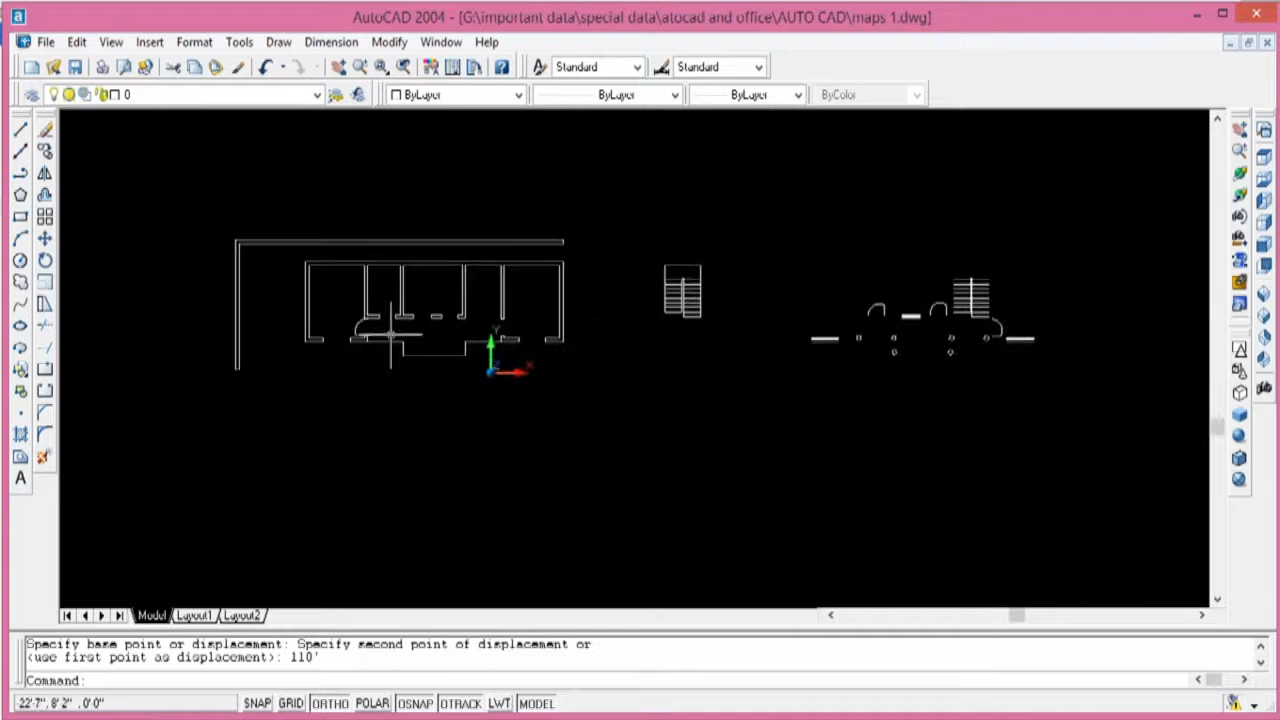 AutoCAD 2004 - [G:\important data\special data\atocad and office\AUTO CAD\maps 1.dwg]
File Edit View Insert Format Tools Draw Dimension Modify Window Help
Standard Standard
0 ByLayer ByLayer ByLayer ByColor
Y
Z X
A
Model Layout1 Layout2
Specify base point or displacement: Specify second point of displacement or
<use first point as displacement>: 110'
Command:
-22'-7", 8'-2" , 0'-0" SNAP GRID ORTHO POLAR OSNAP OTRACK LWT MODEL